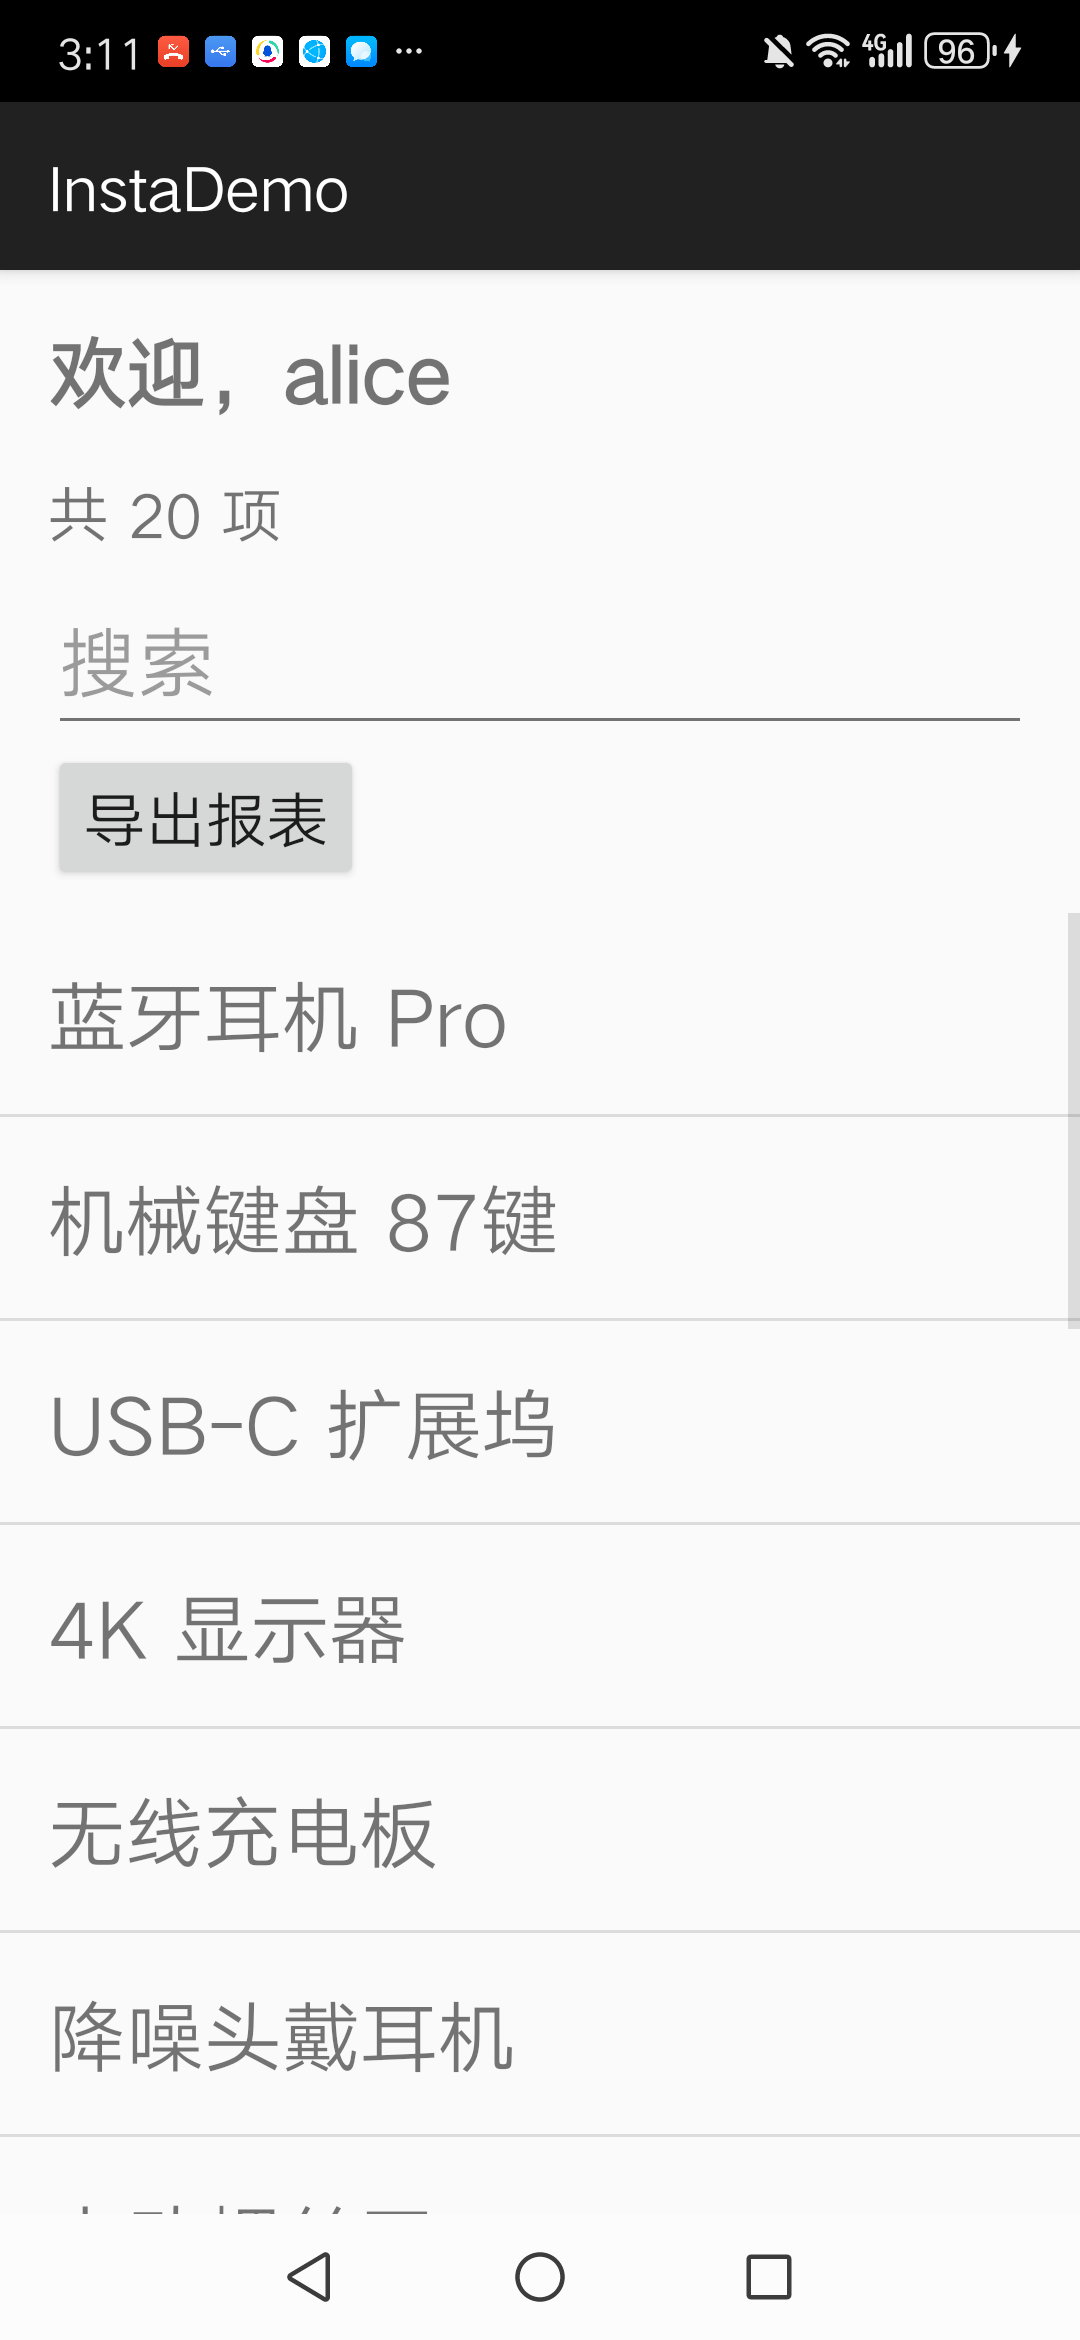 3:11
4G
96
InstaDemo
欢迎，alice
共 20 项
搜索
导出报表
蓝牙耳机 Pro
机械键盘 87键
USB-C 扩展坞
4K 显示器
无线充电板
降噪头戴耳机